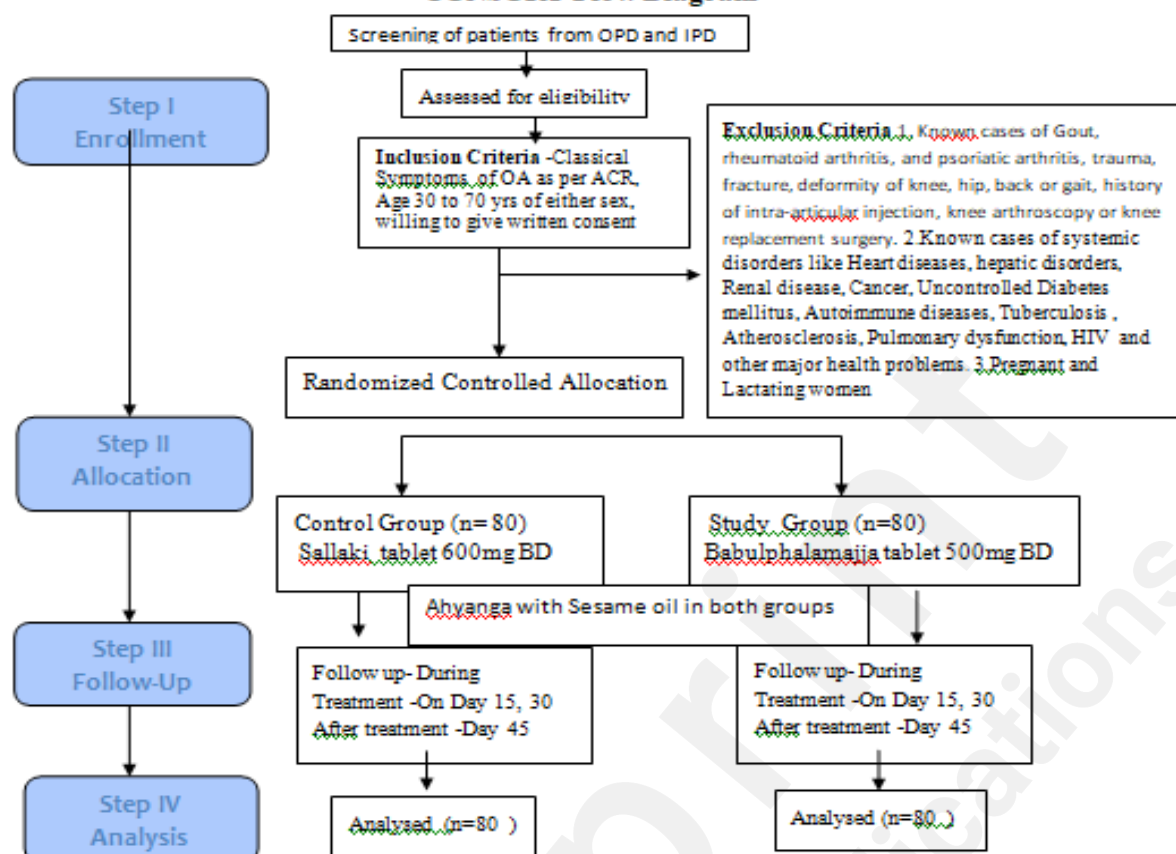 Screening of patients from OPD and IPD
Step I
Enrollment
Assessed for eligibility
Inclusion Criteria -Classical
Symptoms of OA as per ACR,
Age 30 to 70 yrs of either sex,
willing to give written consent
Exclusion Criteria 1. Known cases of Gout,
rheumatoid arthritis, and psoriatic arthritis, trauma,
fracture, deformity of knee, hip, back or gait, history
of intra-articular injection, knee arthroscopy or knee
replacement surgery. 2.Known cases of systemic
disorders like Heart diseases, hepatic disorders,
Renal disease, Cancer, Uncontrolled Diabetes
mellitus, Autoimmune diseases, Tuberculosis ,
Atherosclerosis, Pulmonary dysfunction, HIV and
other major health problems. 3.Pregnant and
Lactating women
Randomized Controlled Allocation
Step II
Allocation
Control Group (n= 80)
Sallaki tablet 600mg BD
Study Group (n=80)
Babulphalamajja tablet 500mg BD
Ahyanga with Sesame oil in both groups
Step III
Follow-Up
Follow up- During
Treatment -On Day 15, 30
After treatment -Day 45
Follow up- During
Treatment -On Day 15, 30
After treatment -Day 45
Step IV
Analysis
Analysed (n=80 )
Analysed (n=80 )
print